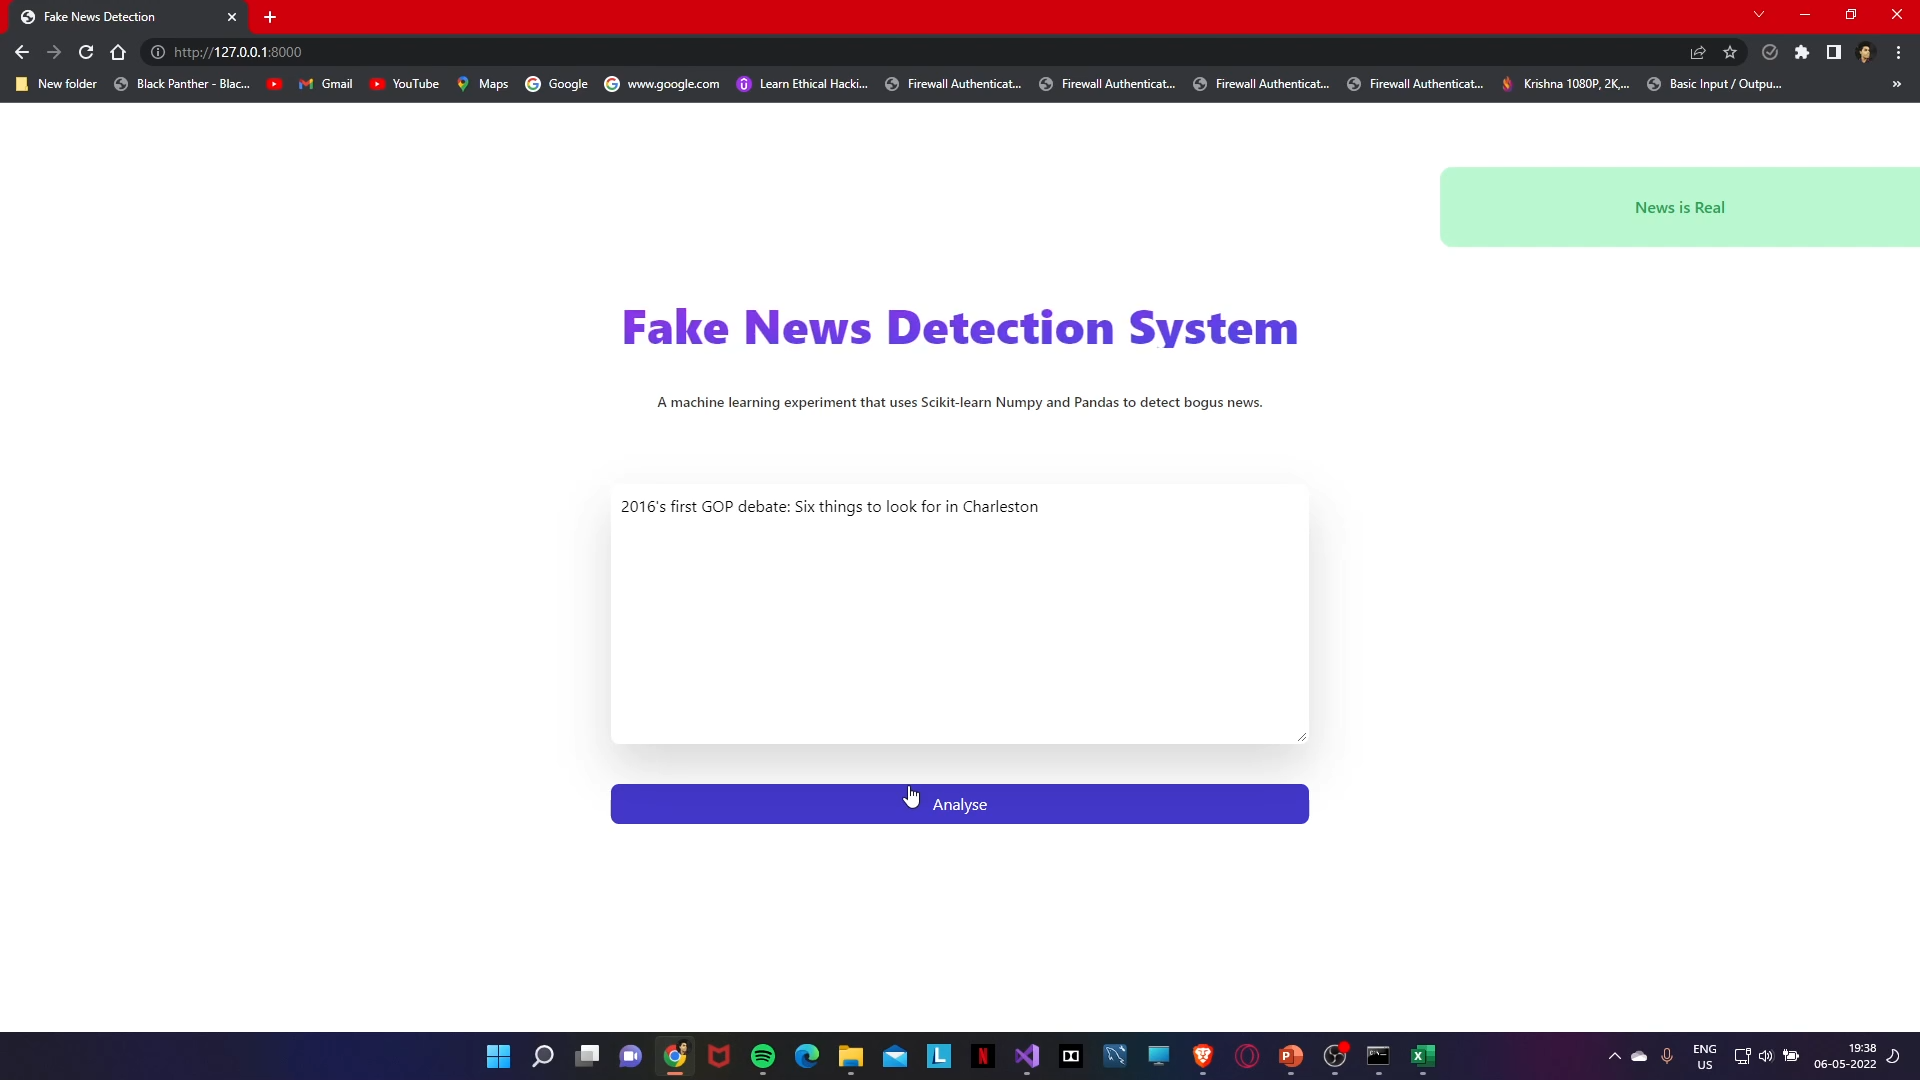 Fake News Detection
http://127.0.0.1:8000
New folder
Black Panther - Blac...
Gmail
YouTube
Maps
Google
www.google.com
Learn Ethical Hacki...
Firewall Authenticat...
Firewall Authenticat...
Firewall Authenticat...
Firewall Authenticat...
Krishna 1080P, 2K,...
Basic Input / Outpu...
»
News is Real
Fake News Detection System
A machine learning experiment that uses Scikit-learn Numpy and Pandas to detect bogus news.
2016's first GOP debate: Six things to look for in Charleston
Analyse
ENG
US
19:38
06-05-2022